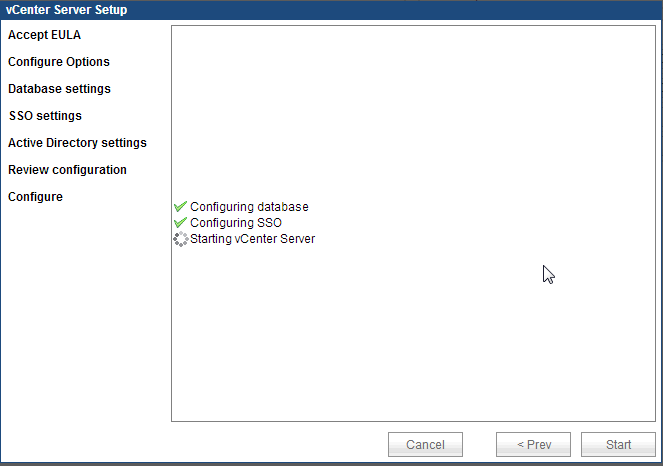 vCenter Server Setup
Accept EULA
Configure Options
Database settings
SSO settings
Active Directory settings
Review configuration
Configure
Configuring database
Configuring SSO
Starting vCenter Server
Cancel
< Prev
Start